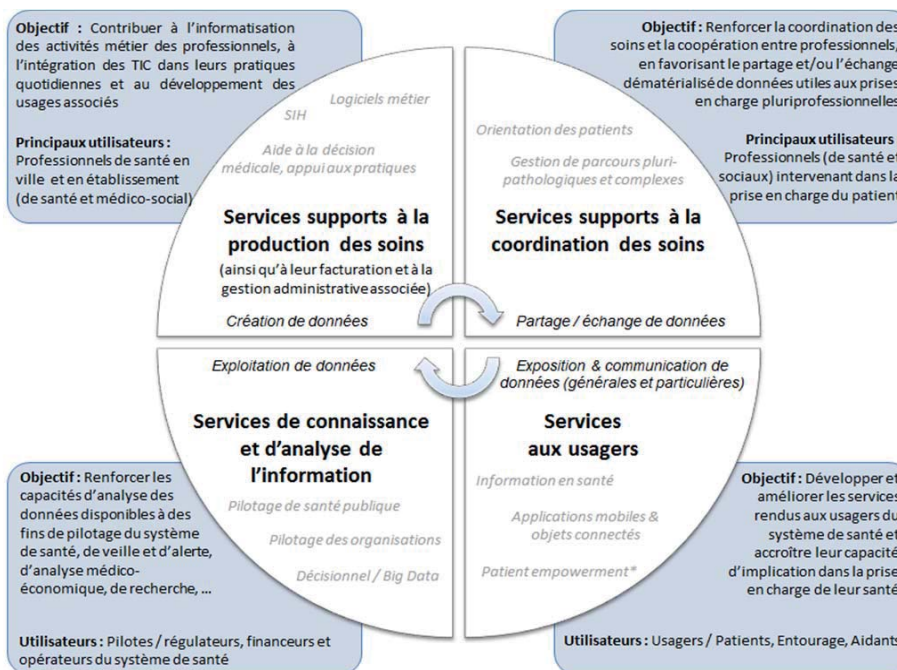 Objectif : Contribuer à l'informatisation
des activités métier des professionnels, à
l'intégration des TIC dans leurs pratiques
quotidiennes et au développement des
usages associés
Principaux utilisateurs :
Professionnels de santé en
ville et en établissement
(de santé et médico-social)
Logiciels métier
SIH
Aide à la décision
médicale, appui aux pratiques
Services supports à la
production des soins
(ainsi qu'à leur facturation et à la
gestion administrative associée)
Création de données
Objectif : Renforcer la coordination des
soins et la coopération entre professionnels,
en favorisant le partage et/ou l'échange
dématérialisé de données utiles aux prises
en charge pluriprofessionnelles
Principaux utilisateurs
Professionnels (de santé et
sociaux) intervenant dans la
prise en charge du patient
Orientation des patients
Gestion de parcours pluri-
pathologiques et complexes
Services supports à la
coordination des soins
Partage / échange de données
Exploitation de données
Services de connaissance
et d'analyse de
l'information
Pilotage de santé publique
Pilotage des organisations
Décisionnel / Big Data
Objectif : Renforcer les
capacités d'analyse des
données disponibles à des
fins de pilotage du système
de santé, de veille et d'alerte,
d'analyse médico-
économique, de recherche, ...
Utilisateurs : Pilotes / régulateurs, financeurs et
opérateurs du système de santé
Exposition & communication de
données (générales et particulières)
Services
aux usagers
Information en santé
Applications mobiles &
objets connectés
Patient empowerment*
Objectif : Développer et
améliorer les services
rendus aux usagers du
système de santé et
accroître leur capacité
d'implication dans la prise
en charge de leur santé
Utilisateurs : Usagers / Patients, Entourage, Aidants